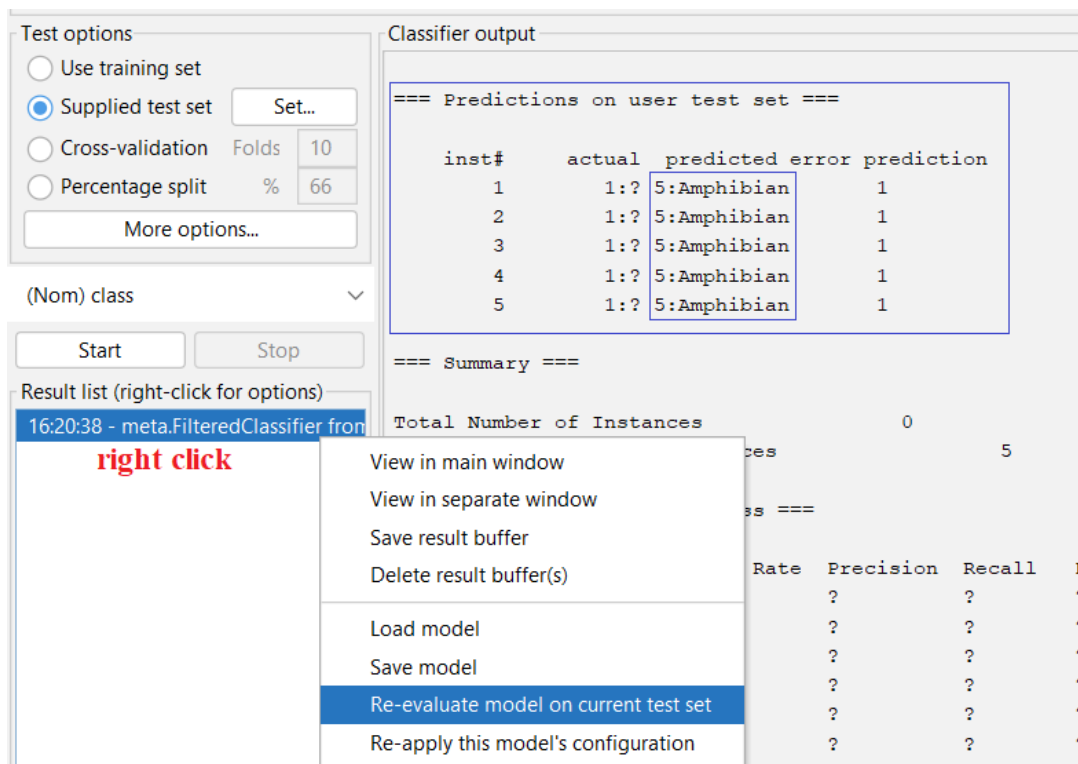 Test options
Use training set
Supplied test set Set...
Cross-validation Folds 10
Percentage split % 66
More options...
(Nom) class
Start Stop
Result list (right-click for options)
16:20:38 - meta.FilteredClassifier from
right click
Classifier output
=== Predictions on user test set ===
inst# actual predicted error prediction
1 1:? 5:Amphibian 1
2 1:? 5:Amphibian 1
3 1:? 5:Amphibian 1
4 1:? 5:Amphibian 1
5 1:? 5:Amphibian 1
=== Summary ===
Total Number of Instances 0
5
===
Rate Precision Recall
? ?
? ?
? ?
? ?
? ?
? ?
View in main window
View in separate window
Save result buffer
Delete result buffer(s)
Load model
Save model
Re-evaluate model on current test set
Re-apply this model's configuration